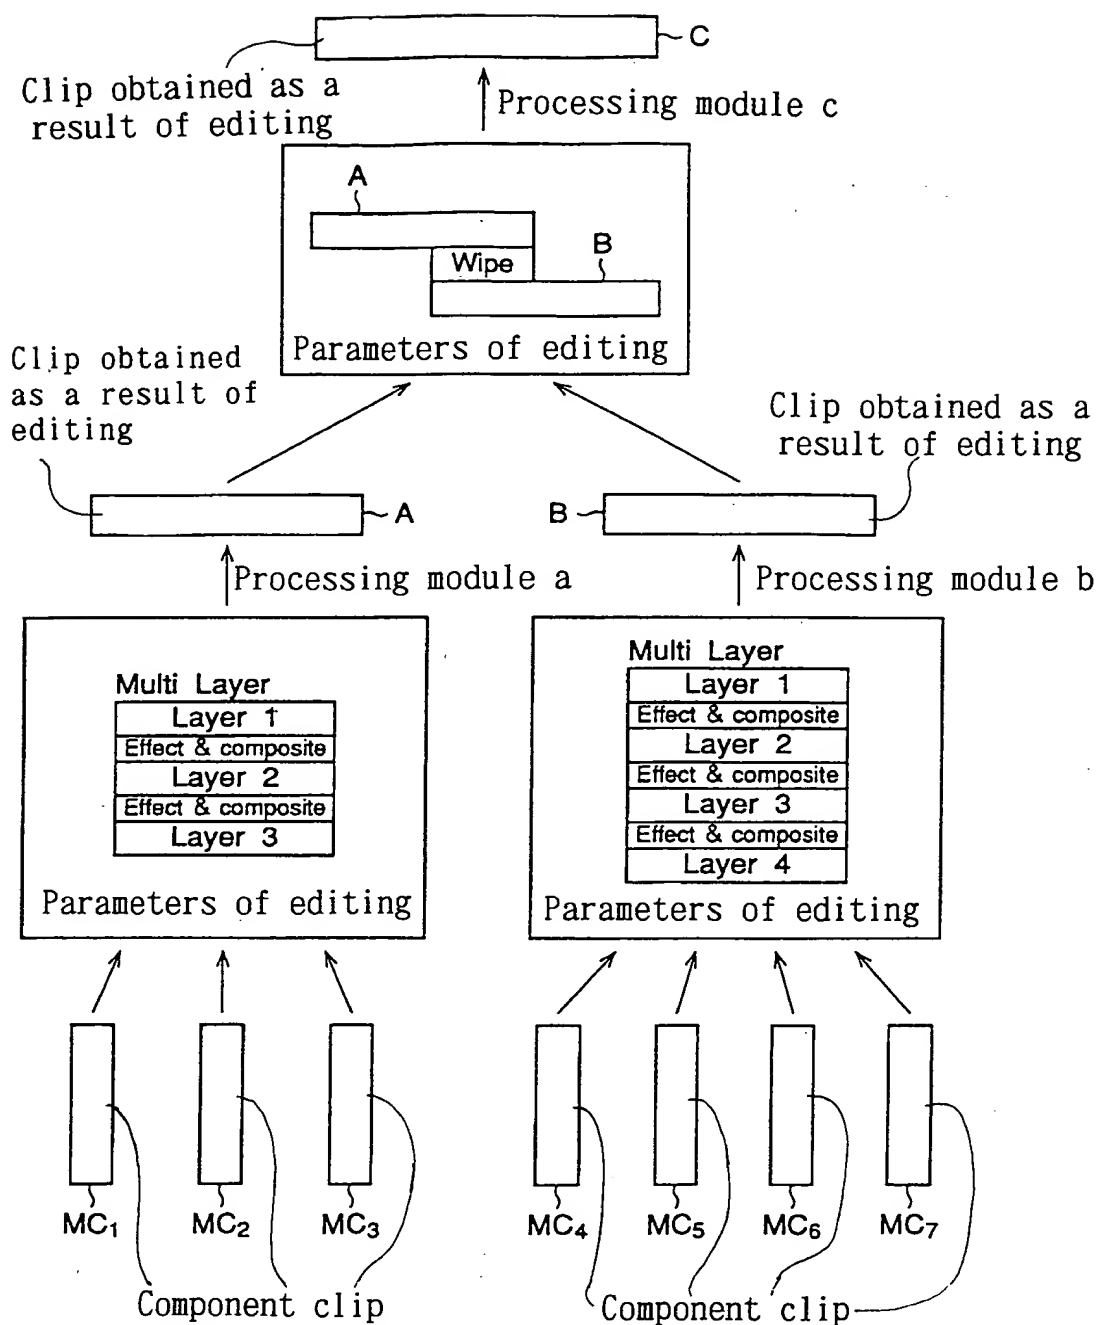 C
Clip obtained as a
result of editing
Processing module c
A
B
Wipe
Parameters of editing
Clip obtained
as a result of
editing
Clip obtained as a
result of editing
A
B
Processing module a
Processing module b
Multi Layer
Layer 1
Effect & composite
Layer 2
Effect & composite
Layer 3
Parameters of editing
Multi Layer
Layer 1
Effect & composite
Layer 2
Effect & composite
Layer 3
Effect & composite
Layer 4
Parameters of editing
MC1
MC2
MC3
MC4
MC5
MC6
MC7
Component clip
Component clip